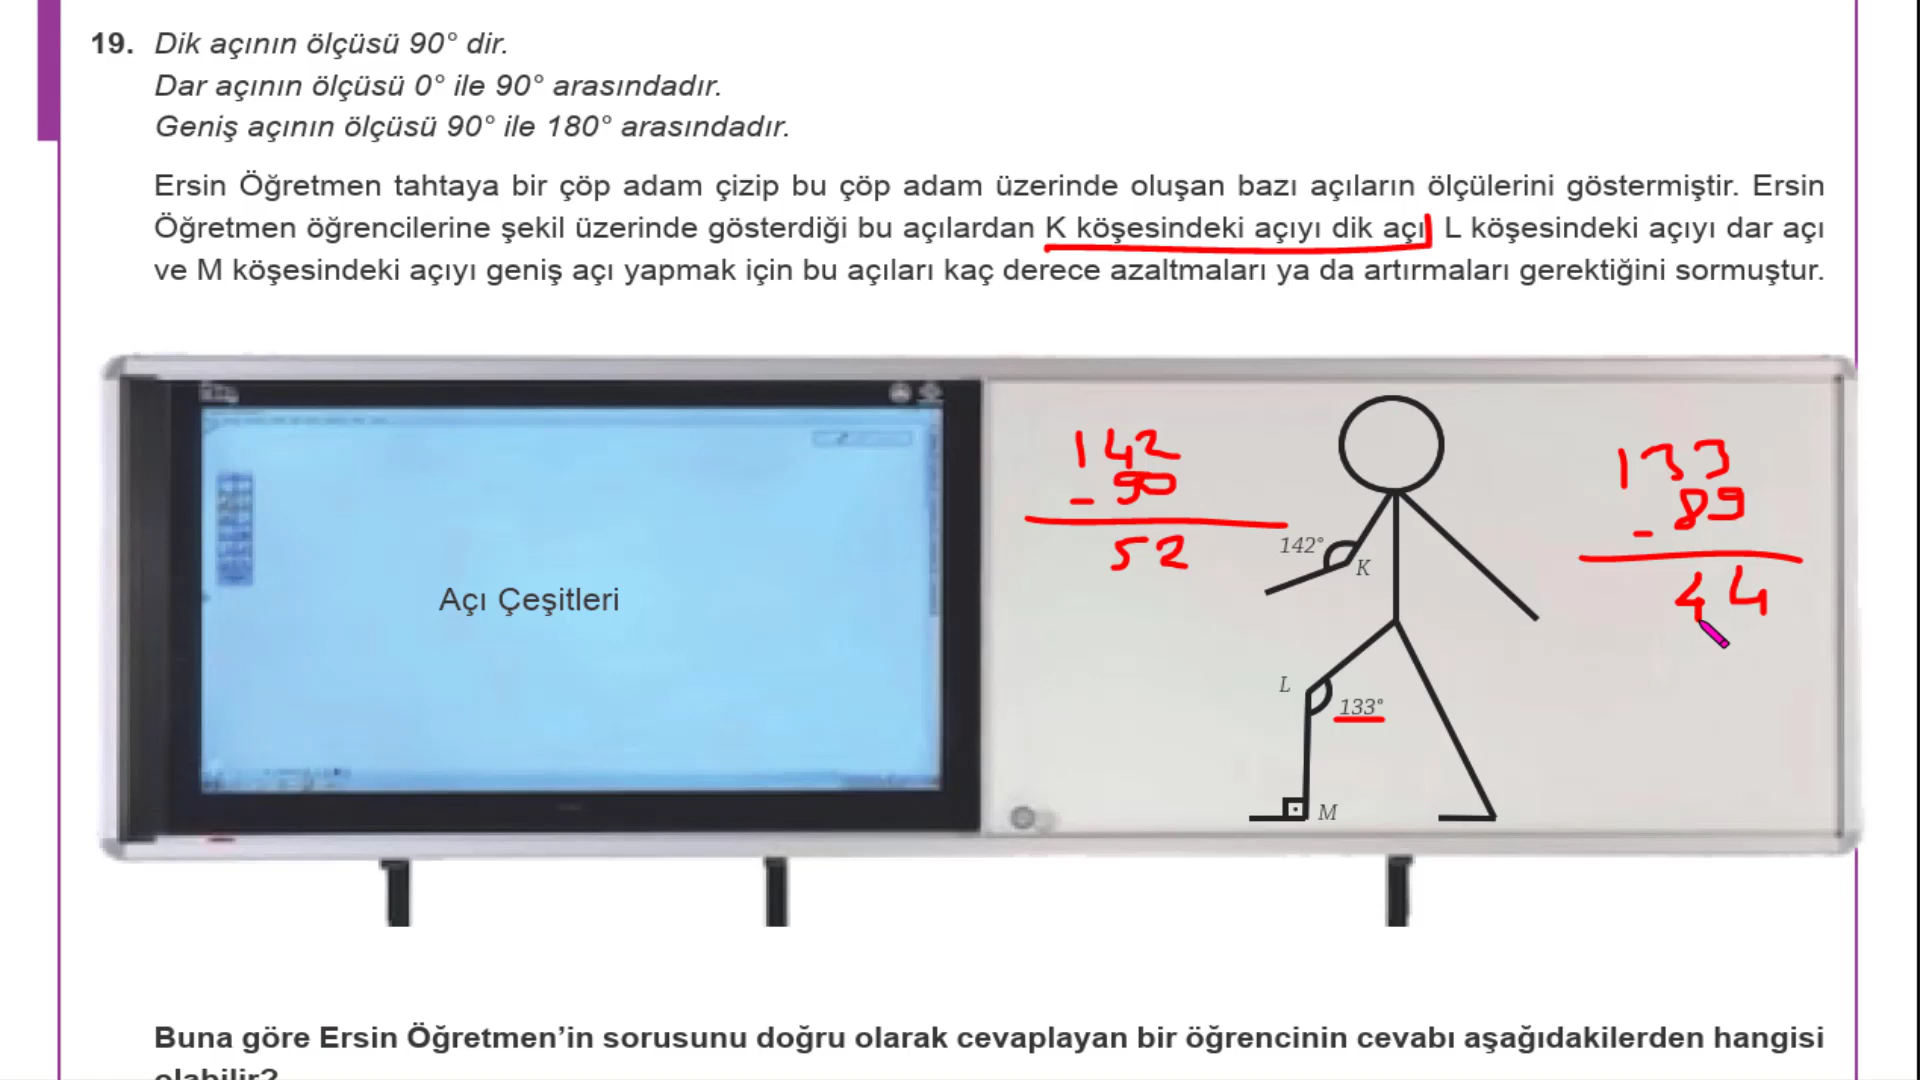 19. Dik açının ölçüsü 90° dir.
Dar açının ölçüsü 0° ile 90° arasındadır.
Geniş açının ölçüsü 90° ile 180° arasındadır.
Ersin Öğretmen tahtaya bir çöp adam çizip bu çöp adam üzerinde oluşan bazı açıların ölçülerini göstermiştir. Ersin
Öğretmen öğrencilerine şekil üzerinde gösterdiği bu açılardan K köşesindeki açıyı dik açı L köşesindeki açıyı dar açı
ve M köşesindeki açıyı geniş açı yapmak için bu açıları kaç derece azaltmaları ya da artırmaları gerektiğini sormuştur.
Açı Çeşitleri
142
- 90
52
142°
K
L
133°
M
133
- 89
44
Buna göre Ersin Öğretmen'in sorusunu doğru olarak cevaplayan bir öğrencinin cevabı aşağıdakilerden hangisi
olabilir?